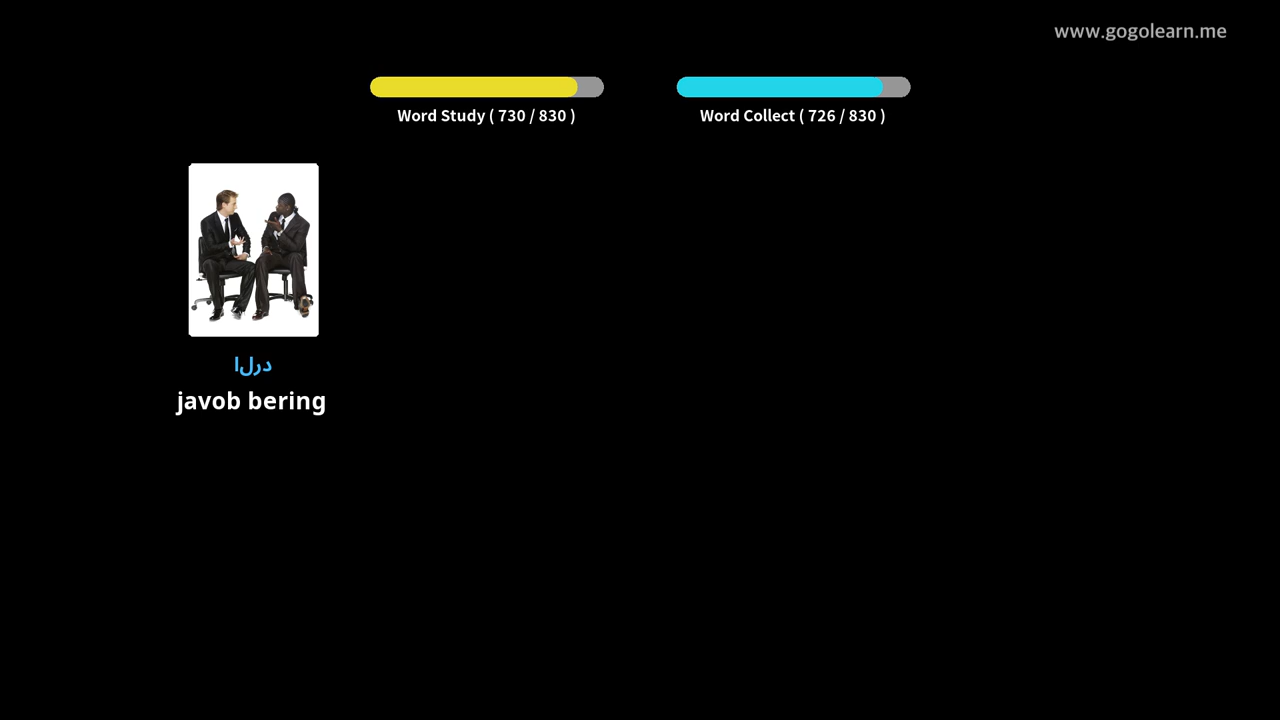 www.gogolearn.me
Word Study ( 730 / 830 )
Word Collect ( 726 / 830 )
درلا
javob bering